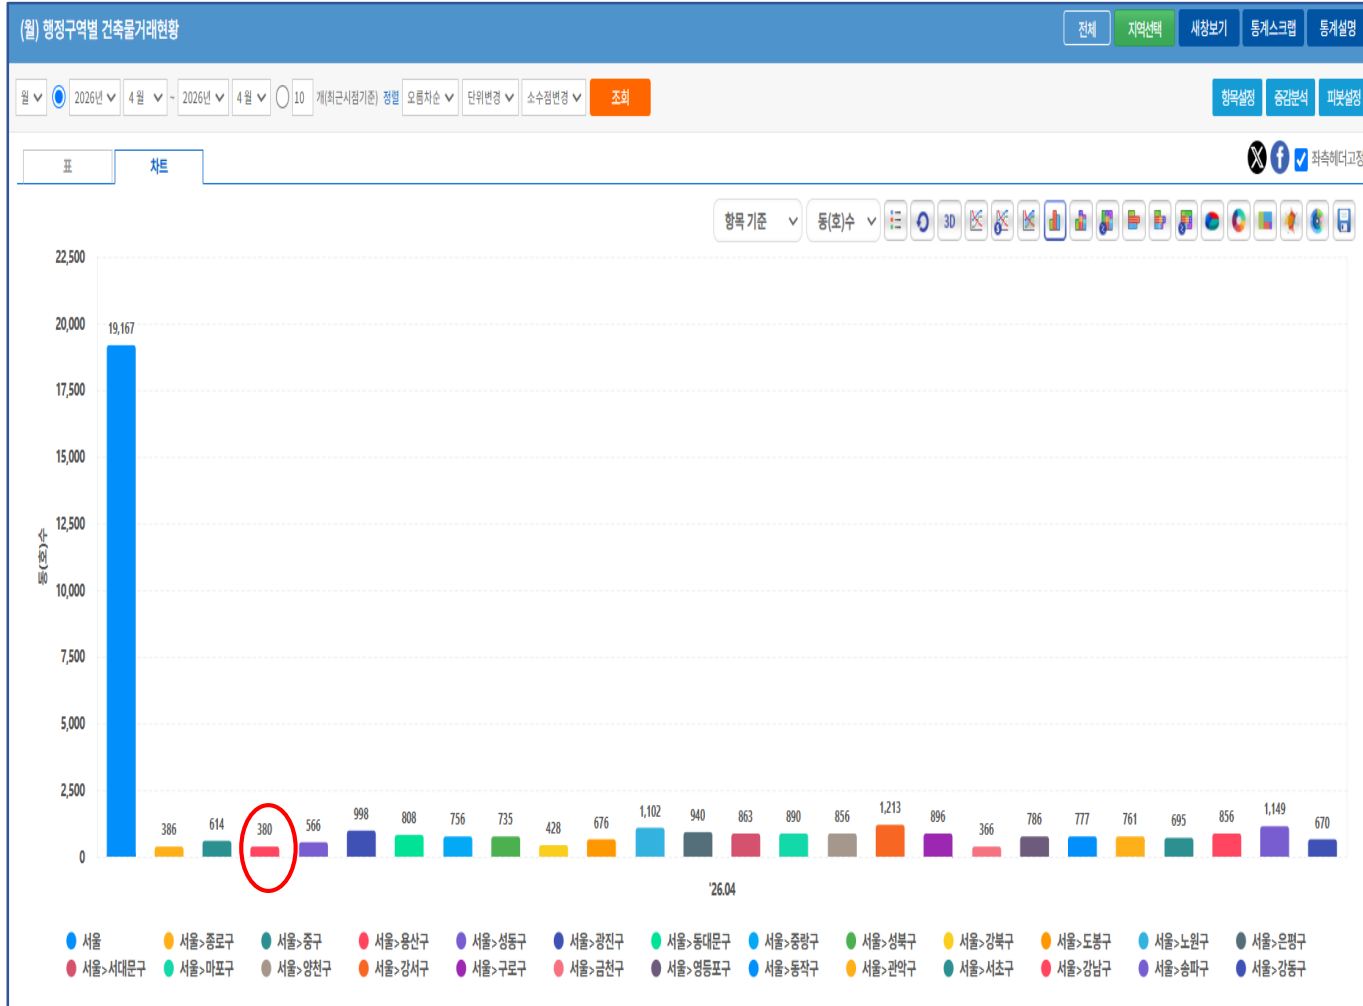 (월) 행정구역별 건축물거래현황
전체 지역선택 새창보기 통계스크랩 통계설명
월 2026년 4월 ~ 2026년 4월 10 개(최근시점기준) 정렬 오름차순 단위변경 소수점변경 조회 항목설정 증감분석 피봇설정
표 차트 좌측헤더고정
항목 기준 동(호)수 3D
22,500
20,000
17,500
15,000
12,500
10,000
7,500
5,000
2,500
0
동(호)수
19,167 386 614 380 566 998 808 756 735 428 676 1,102 940 863 890 856 1,213 896 366 786 777 761 695 856 1,149 670
'26.04
서울 서울>종로구 서울>중구 서울>용산구 서울>성동구 서울>광진구 서울>동대문구 서울>중랑구 서울>성북구 서울>강북구 서울>도봉구 서울>노원구 서울>은평구
서울>서대문구 서울>마포구 서울>양천구 서울>강서구 서울>구로구 서울>금천구 서울>영등포구 서울>동작구 서울>관악구 서울>서초구 서울>강남구 서울>송파구 서울>강동구